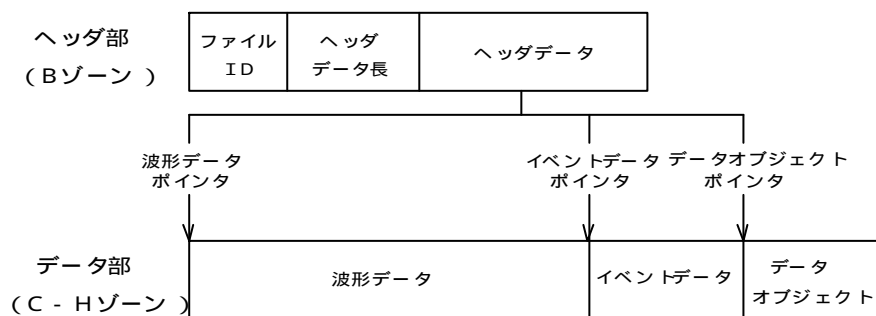 ヘッダ部
(Bゾーン)
ファイル
ID
ヘッダ
データ長
ヘッダデータ
波形データ
ポインタ
イベントデータ
ポインタ
データオブジェクト
ポインタ
データ部
(C - Hゾーン)
波形データ
イベントデータ
データ
オブジェクト